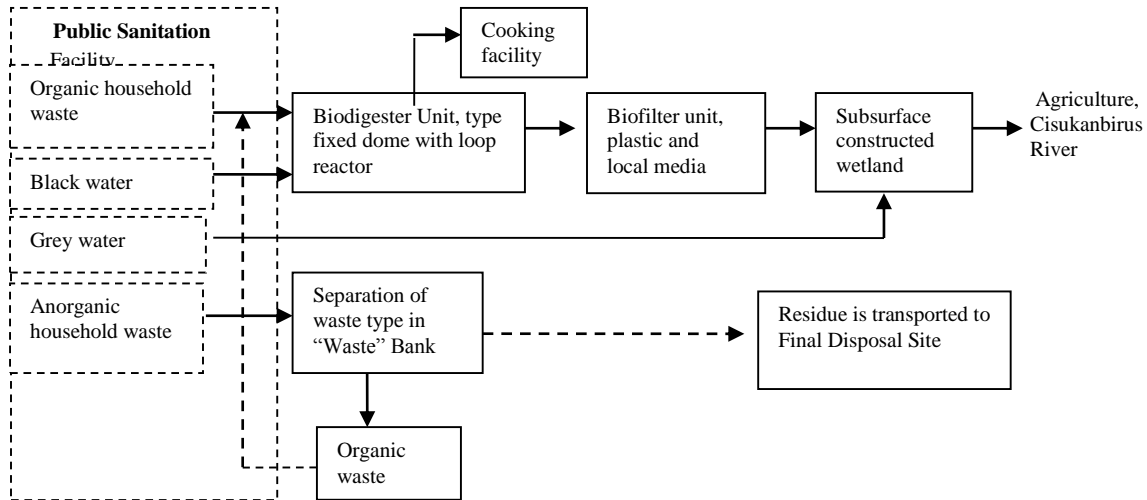 Public Sanitation
Facility
Cooking
facility
Organic household
waste
Biodigester Unit, type
fixed dome with loop
reactor
Biofilter unit,
plastic and
local media
Subsurface
constructed
wetland
Agriculture,
Cisukanbirus
River
Black water
Grey water
Anorganic
household waste
Separation of
waste type in
“Waste” Bank
Residue is transported to
Final Disposal Site
Organic
waste